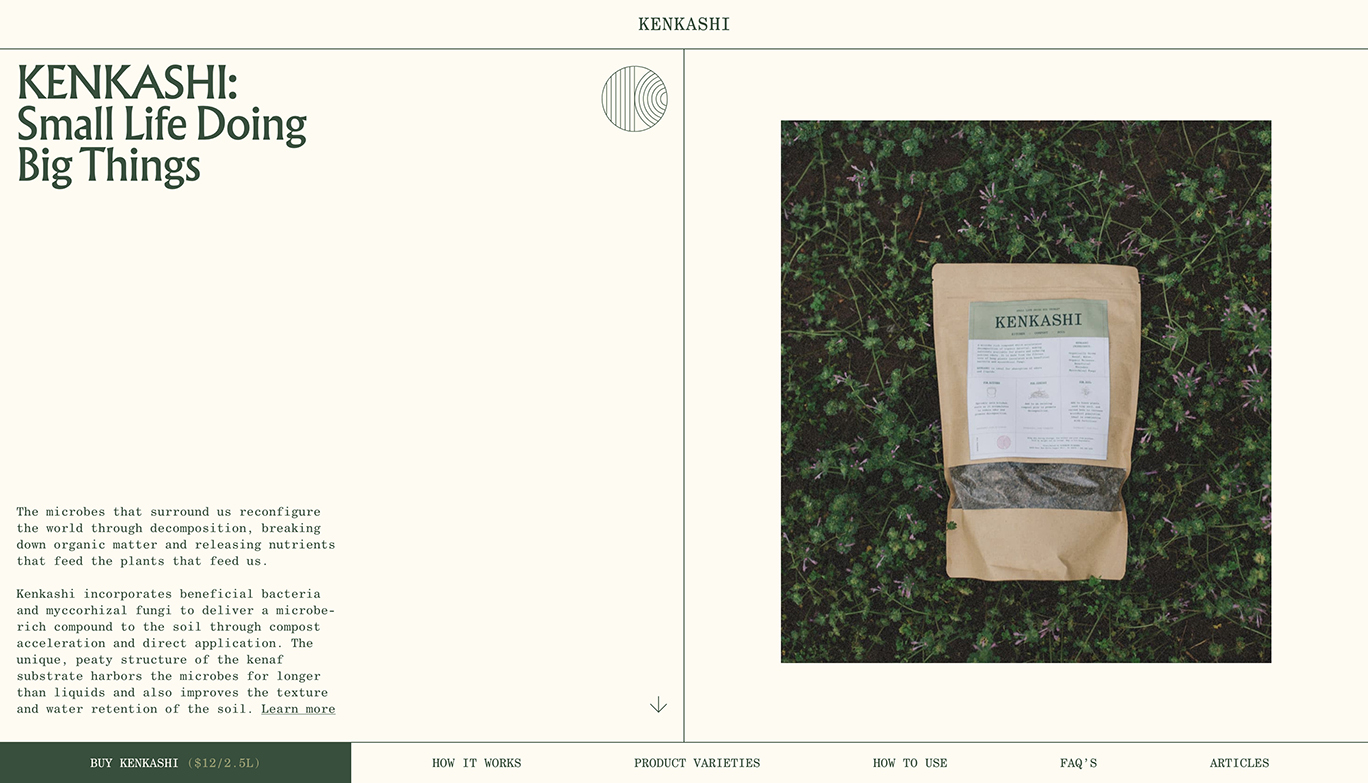 KENKASHI
KENKASHI:
Small Life Doing
Big Things
The microbes that surround us reconfigure
the world through decomposition, breaking
down organic matter and releasing nutrients
that feed the plants that feed us.
Kenkashi incorporates beneficial bacteria
and myccorhizal fungi to deliver a microbe-
rich compound to the soil through compost
acceleration and direct application. The
unique, peaty structure of the kenaf
substrate harbors the microbes for longer
than liquids and also improves the texture
and water retention of the soil. Learn more
KENKASHI
BUY KENKASHI ($12/2.5L)
HOW IT WORKS
PRODUCT VARIETIES
HOW TO USE
FAQ'S
ARTICLES